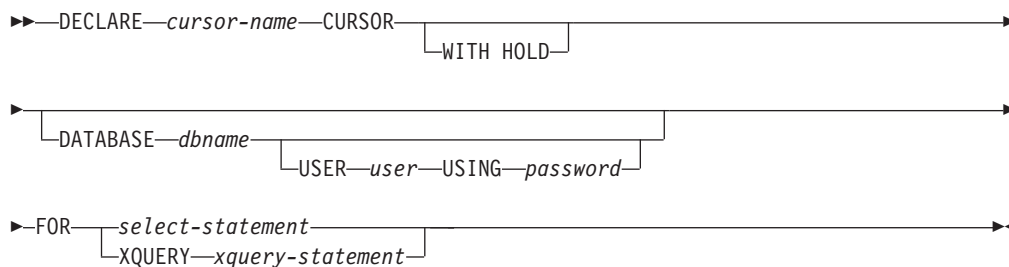 DECLARE cursor-name CURSOR
WITH HOLD
DATABASE dbname
USER user USING password
FOR select-statement
XQUERY xquery-statement